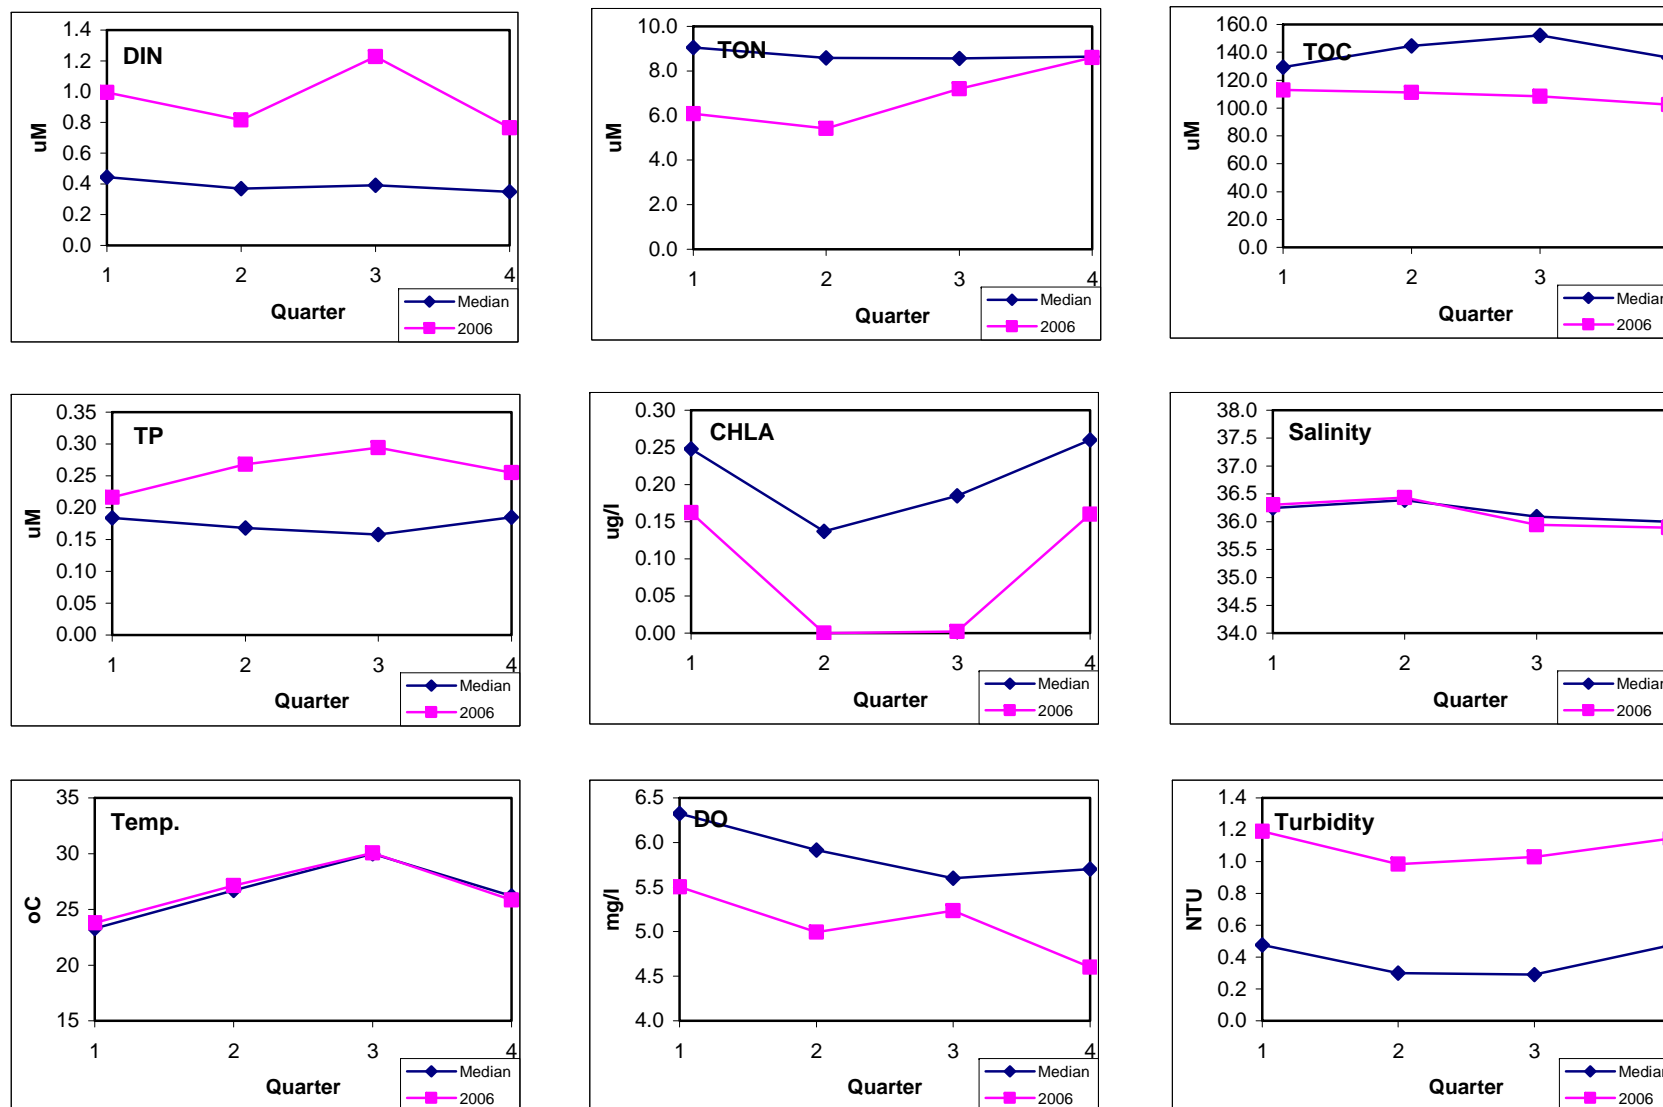 DIN
uM
1.4
1.2
1.0
0.8
0.6
0.4
0.2
0.0
1 2 3 4
Quarter
Median
2006
TON
uM
10.0
8.0
6.0
4.0
2.0
0.0
1 2 3 4
Quarter
Median
2006
TOC
uM
160.0
140.0
120.0
100.0
80.0
60.0
40.0
20.0
0.0
1 2 3
Quarter
Median
2006
TP
uM
0.35
0.30
0.25
0.20
0.15
0.10
0.05
0.00
1 2 3 4
Quarter
Median
2006
CHLA
ug/l
0.30
0.25
0.20
0.15
0.10
0.05
0.00
1 2 3 4
Quarter
Median
2006
Salinity
38.0
37.5
37.0
36.5
36.0
35.5
35.0
34.5
34.0
1 2 3
Quarter
Median
2006
Temp.
oC
35
30
25
20
15
1 2 3 4
Quarter
Median
2006
DO
mg/l
6.5
6.0
5.5
5.0
4.5
4.0
1 2 3 4
Quarter
Median
2006
Turbidity
NTU
1.4
1.2
1.0
0.8
0.6
0.4
0.2
0.0
1 2 3
Quarter
Median
2006